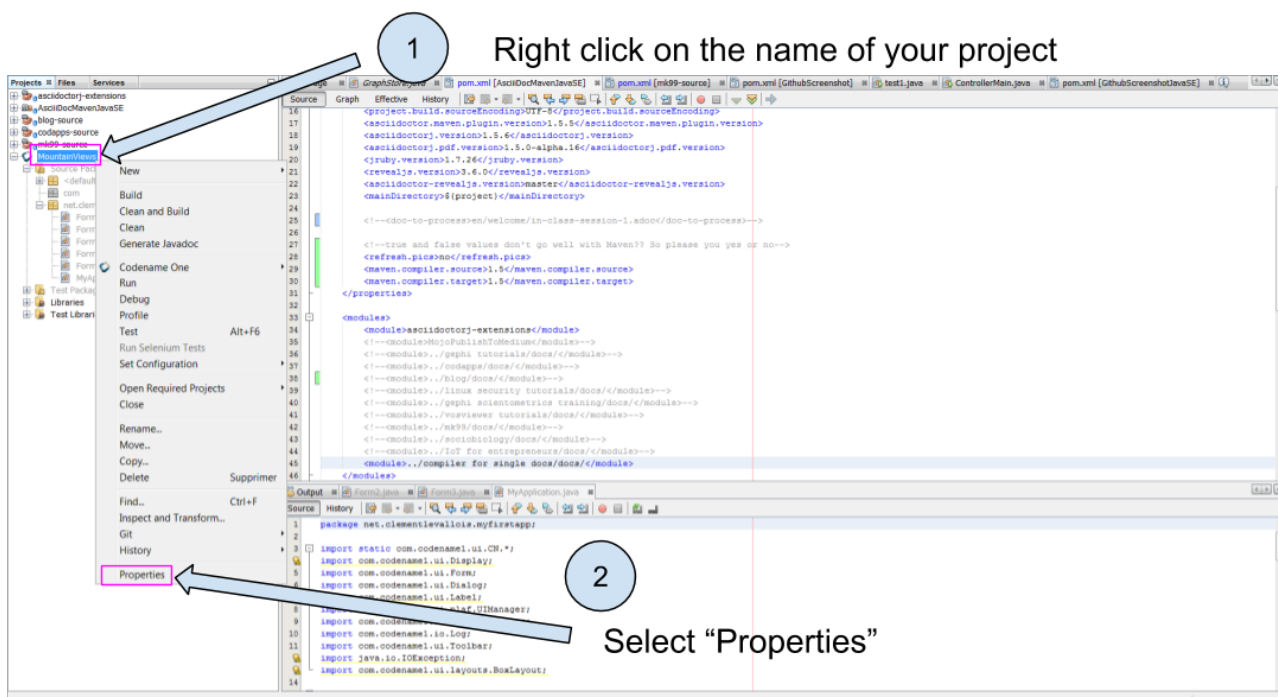 1
Right click on the name of your project
Projects Files Services
GraphStore.java pom.xml [AsciiDocMavenJavaSE] pom.xml [mk99-source] pom.xml [GithubScreenshot] test1.java ControllerMain.java pom.xml [GithubScreenshotJavaSE]
Source Graph Effective History
asciidoctorj-extensions
AsciiDocMavenJavaSE
blog-source
codapps-source
mk99-source
MountainViews
Source Pac
<default
com
net.clem
Form
Form
Form
Form
Form
MyAp
Test Packag
Libraries
Test Librari
New
Build
Clean and Build
Clean
Generate Javadoc
Codename One
Run
Debug
Profile
Test Alt+F6
Run Selenium Tests
Set Configuration
Open Required Projects
Close
Rename...
Move...
Copy...
Delete Supprimer
Find... Ctrl+F
Inspect and Transform...
Git
History
Properties
16 <project.build.sourceEncoding>UTF-8</project.build.sourceEncoding>
17 <asciidoctor.maven.plugin.version>1.5.5</asciidoctor.maven.plugin.version>
18 <asciidoctorj.version>1.5.6</asciidoctorj.version>
19 <asciidoctorj.pdf.version>1.5.0-alpha.16</asciidoctorj.pdf.version>
20 <jruby.version>1.7.26</jruby.version>
21 <revealjs.version>3.6.0</revealjs.version>
22 <asciidoctor-revealjs.version>master</asciidoctor-revealjs.version>
23 <mainDirectory>${project}</mainDirectory>
24
25 <!--<doc-to-process>en/welcome/in-class-session-1.adoc</doc-to-process>-->
26
27 <!--true and false values don't go well with Maven?? So please you yes or no-->
28 <refresh.pics>no</refresh.pics>
29 <maven.compiler.source>1.5</maven.compiler.source>
30 <maven.compiler.target>1.5</maven.compiler.target>
31 </properties>
32
33 <modules>
34 <module>asciidoctorj-extensions</module>
35 <!--<module>MojoPublishToMedium</module>-->
36 <!--<module>../gephi tutorials/docs/</module>-->
37 <!--<module>../codapps/docs/</module>-->
38 <!--<module>../blog/docs/</module>-->
39 <!--<module>../linux security tutorials/docs/</module>-->
40 <!--<module>../gephi scientometrics training/docs/</module>-->
41 <!--<module>../vosviewer tutorials/docs/</module>-->
42 <!--<module>../mk99/docs/</module>-->
43 <!--<module>../sociobiology/docs/</module>-->
44 <!--<module>../IoT for entrepreneurs/docs/</module>-->
45 <module>../compiler for single docs/docs/</module>
46 </modules>
Output Form2.java Form3.java MyApplication.java
Source History
1 package net.clementlevallois.myfirstapp;
2
3 import static com.codename1.ui.CN.*;
import com.codename1.ui.Display;
5 import com.codename1.ui.Form;
import com.codename1.ui.Dialog;
com.codename1.ui.Label;
8 plaf.UIManager;
9 import com.
10 import com.codename1.io.Log;
11 import com.codename1.ui.Toolbar;
import java.io.IOException;
import com.codename1.ui.layouts.BoxLayout;
14
2
Select “Properties”